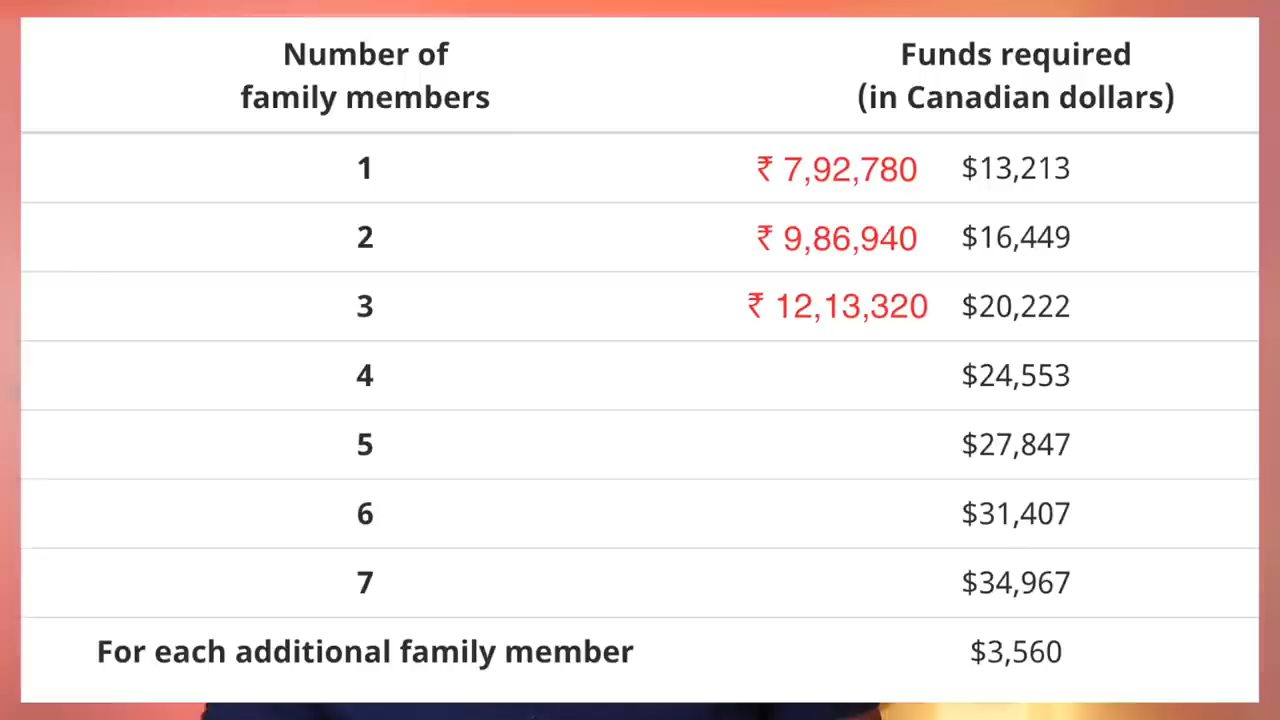 Number of
family members
Funds required
(in Canadian dollars)
1 ₹ 7,92,780 $13,213
2 ₹ 9,86,940 $16,449
3 ₹ 12,13,320 $20,222
4 $24,553
5 $27,847
6 $31,407
7 $34,967
For each additional family member $3,560